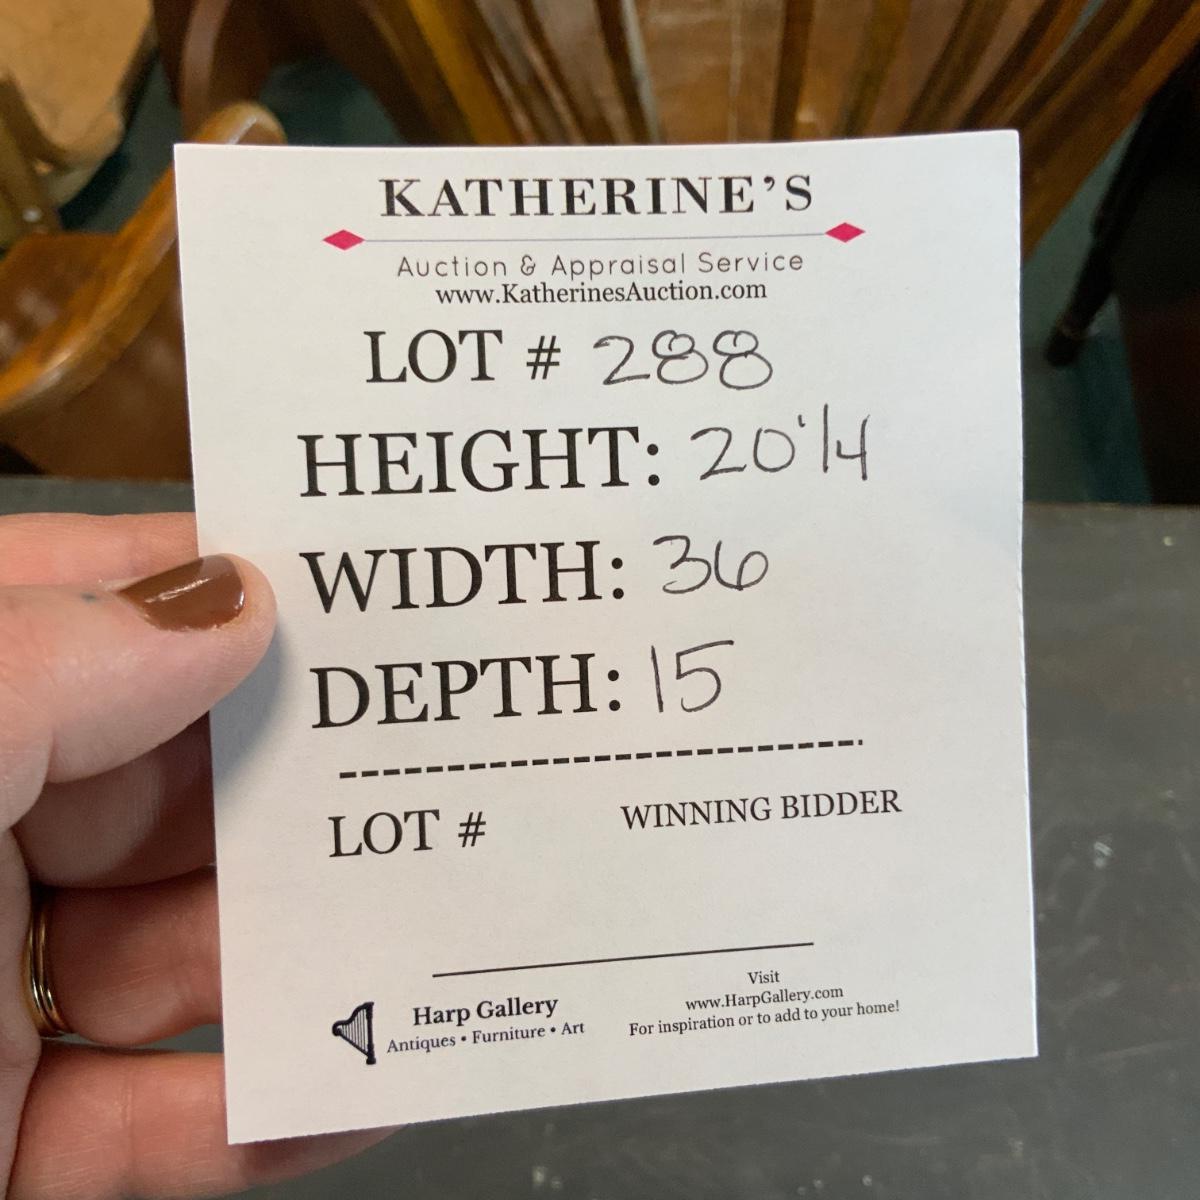 KATHERINE'S
Auction & Appraisal Service
www.KatherinesAuction.com
LOT # 288
HEIGHT: 20 1/4
WIDTH: 36
DEPTH: 15
LOT # WINNING BIDDER
Harp Gallery
Antiques • Furniture • Art
Visit
www.HarpGallery.com
For inspiration or to add to your home!